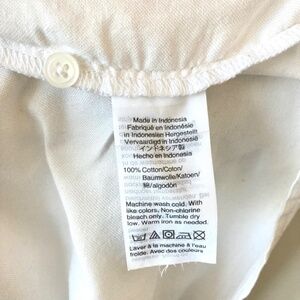 Made in Indonesia
Fabriqué en Indonésie
in Indonesien Hergestellt
Vervaardigd in Indonesië
インドネシア製
Hecho en Indonesia
100% Cotton/Coton/
Baumwolle/Katoen/
綿/algodón
Machine wash cold. With
like colors. Non-chlorine
bleach only. Tumble dry
low. Warm iron as needed.
Laver à la machine à l'eau
froide. Avec des couleurs